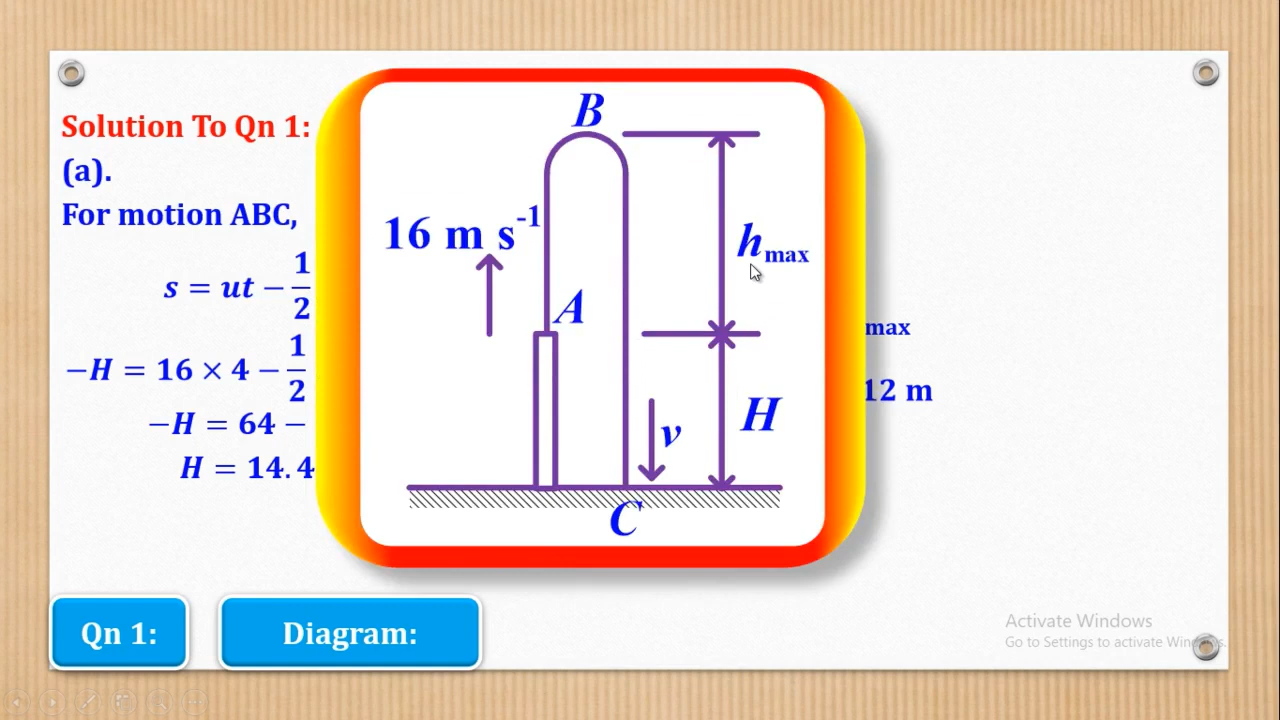 Solution To Qn 1:
(a).
For motion ABC,
s = ut − 1/2
−H = 16 × 4 − 1/2
−H = 64 −
H = 14.4
B
16 m s⁻¹
A
h max
H
v
C
max
12 m
Qn 1:
Diagram:
Activate Windows
Go to Settings to activate Windows.